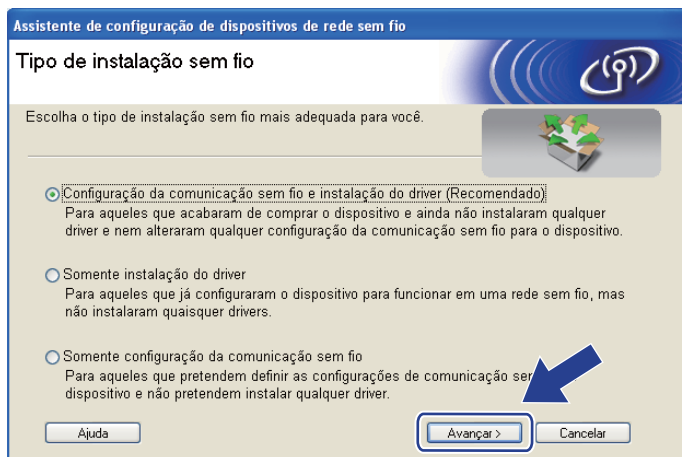 Assistente de configuração de dispositivos de rede sem fio
Tipo de instalação sem fio
Escolha o tipo de instalação sem fio mais adequada para você.
Configuração da comunicação sem fio e instalação do driver (Recomendado)
Para aqueles que acabaram de comprar o dispositivo e ainda não instalaram qualquer
driver e nem alteraram qualquer configuração da comunicação sem fio para o dispositivo.
Somente instalação do driver
Para aqueles que já configuraram o dispositivo para funcionar em uma rede sem fio, mas
não instalaram quaisquer drivers.
Somente configuração da comunicação sem fio
Para aqueles que pretendem definir as configurações de comunicação
dispositivo e não pretendem instalar qualquer driver.
Ajuda
Avançar >
Cancelar